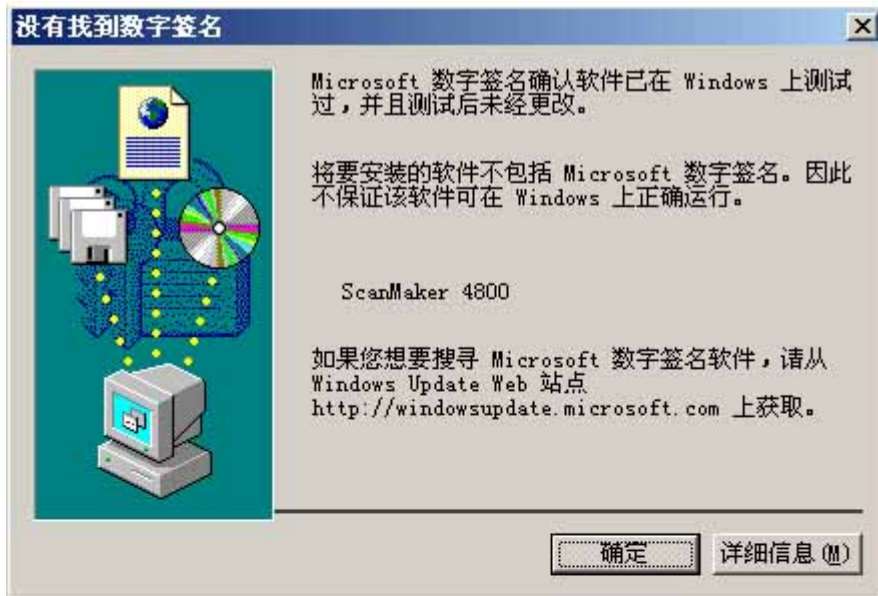 没有找到数字签名
Microsoft 数字签名确认软件已在 Windows 上测试
过，并且测试后未经更改。
将要安装的软件不包括 Microsoft 数字签名。因此
不保证该软件可在 Windows 上正确运行。
ScanMaker 4800
如果您想要搜寻 Microsoft 数字签名软件，请从
Windows Update Web 站点
http://windowsupdate.microsoft.com 上获取。
确定
详细信息(M)